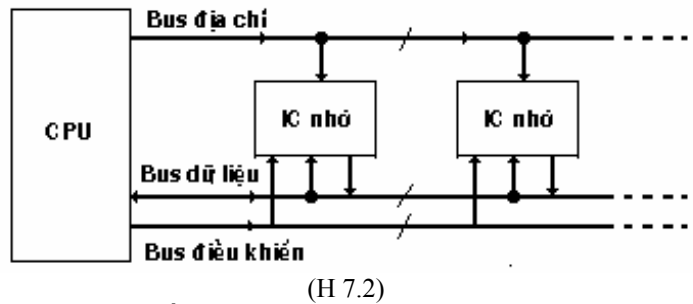 Bus địa chỉ
CPU
IC nhớ
IC nhớ
Bus dữ liệu
Bus điều khiển
(H 7.2)